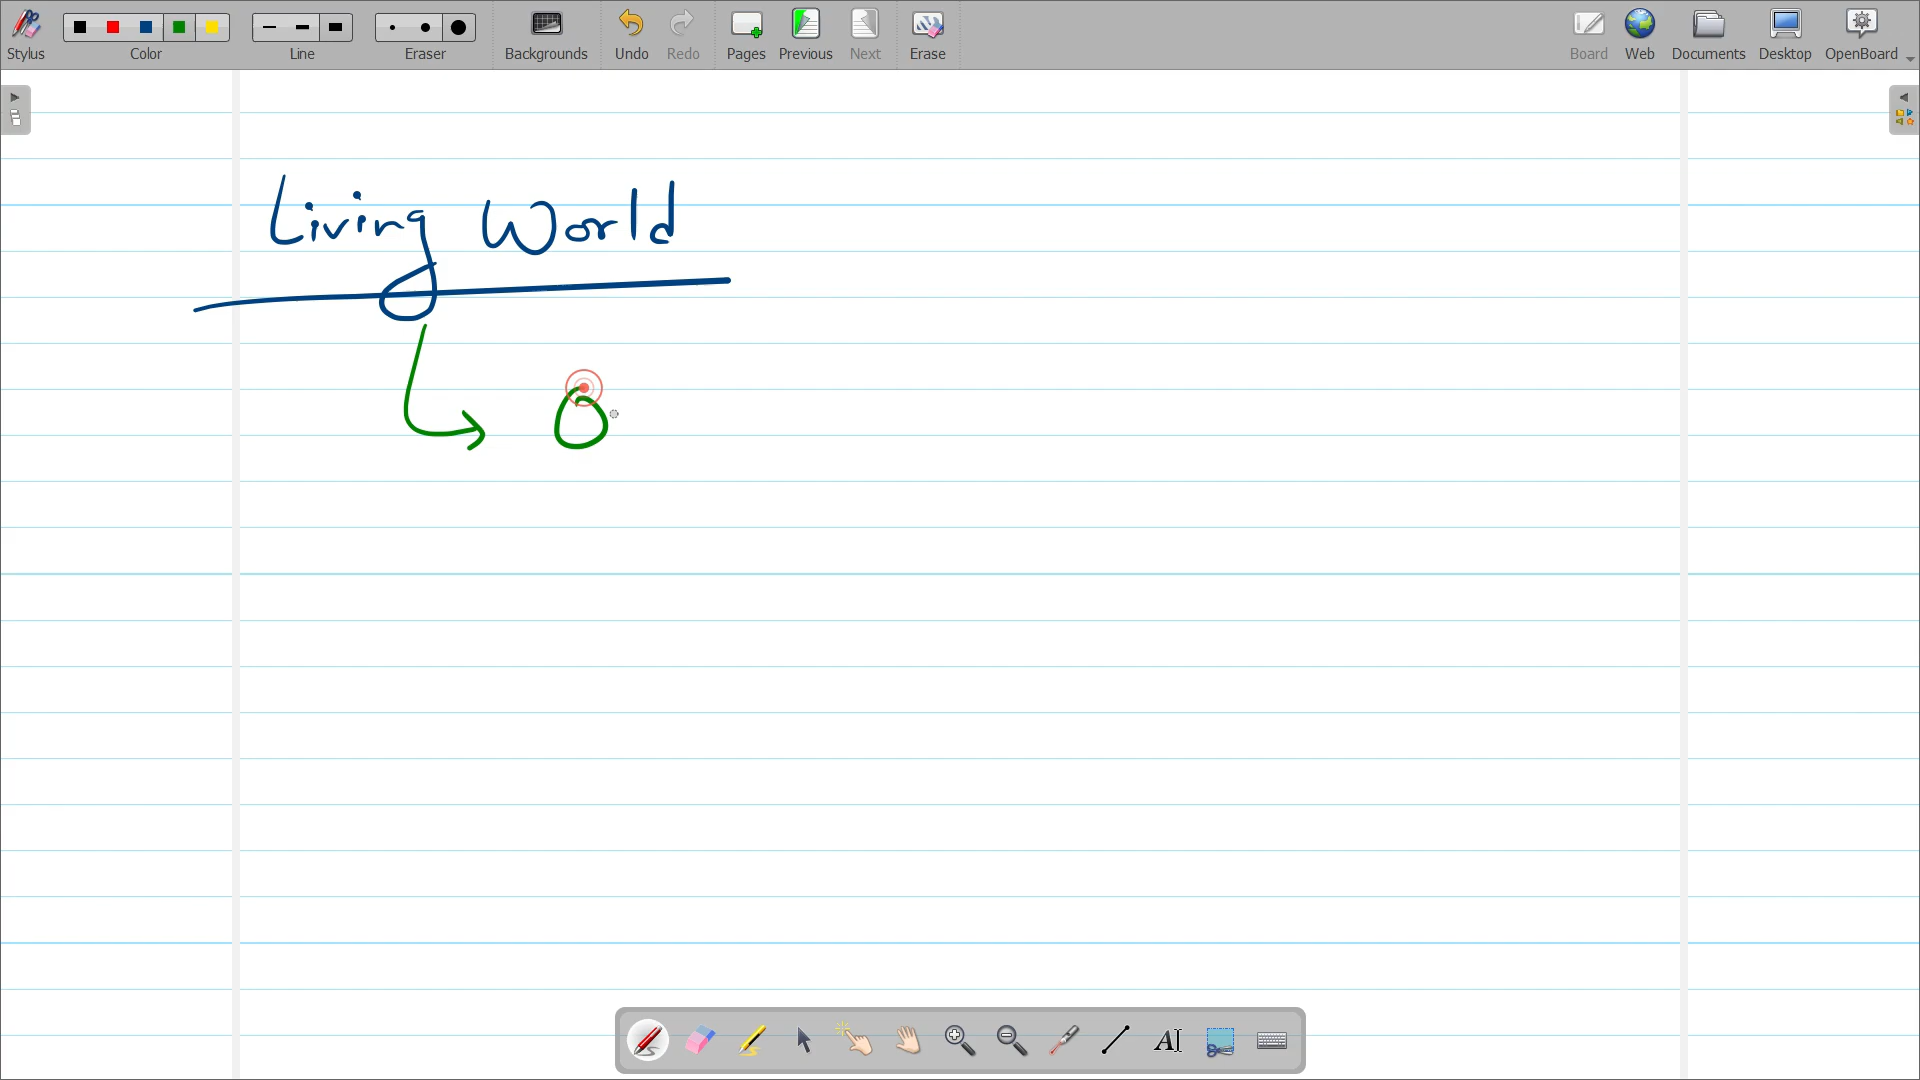 Stylus Color Line Eraser Backgrounds Undo Redo Pages Previous Next Erase Board Web Documents Desktop OpenBoard
Living World
O